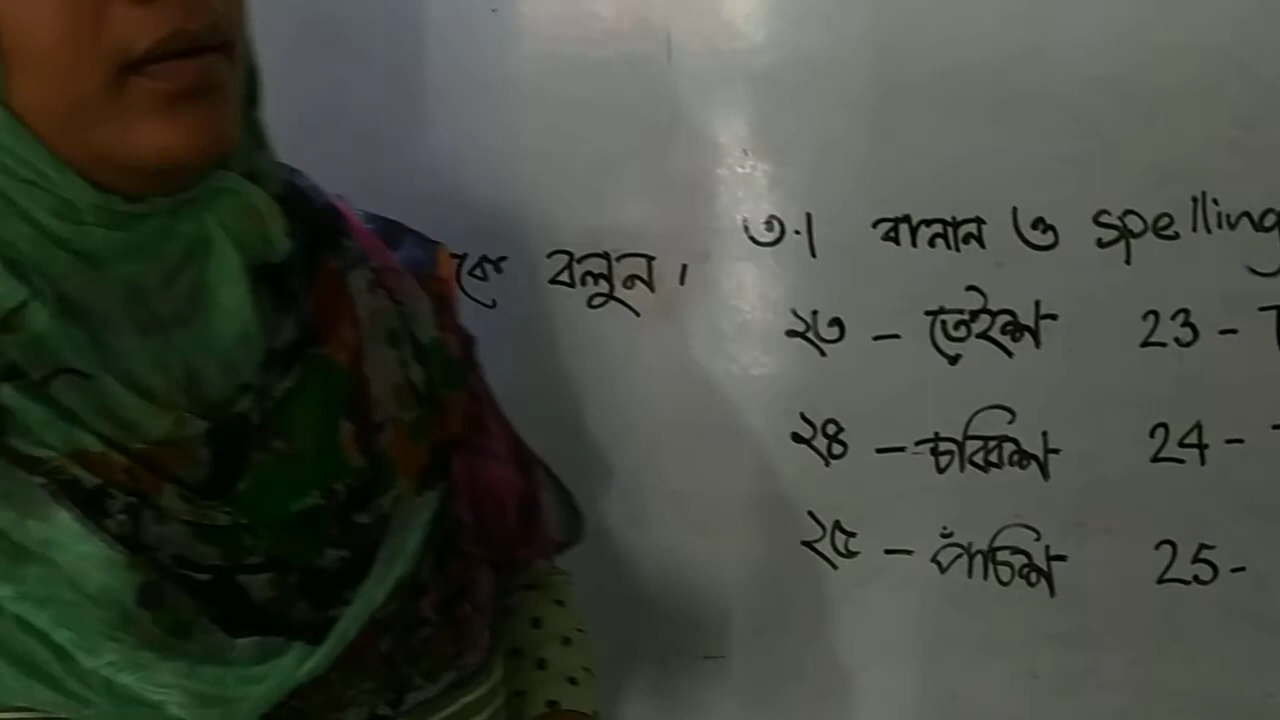 কে বলুন।
৩.। বানান ও spelling
২৩ - তেইশ 23 -
২৪ - চব্বিশ 24 -
২৫ - পঁচিশ 25 -